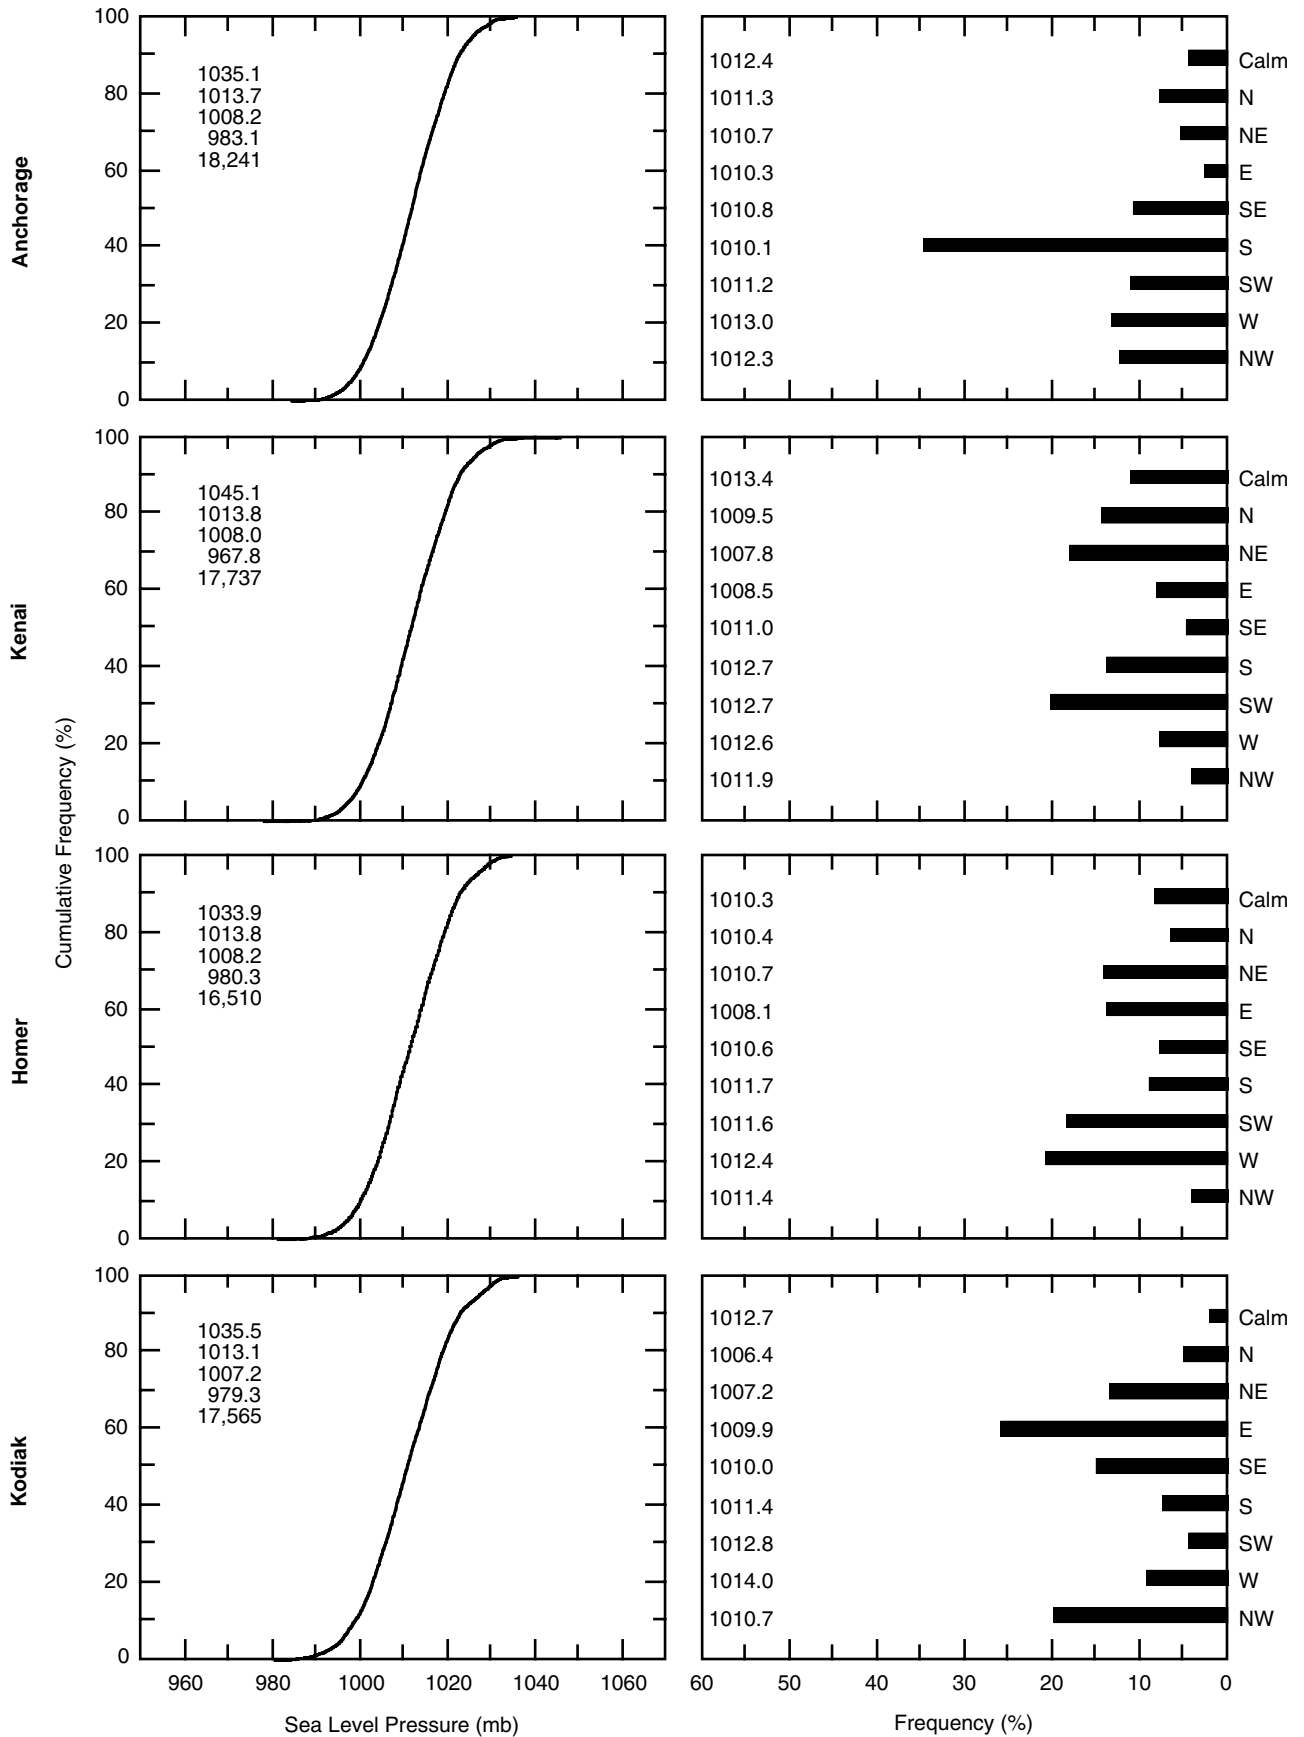 Cumulative Frequency (%)
Anchorage
100
80
60
40
20
0
1035.1
1013.7
1008.2
983.1
18,241
1012.4 Calm
1011.3 N
1010.7 NE
1010.3 E
1010.8 SE
1010.1 S
1011.2 SW
1013.0 W
1012.3 NW
Kenai
100
80
60
40
20
0
1045.1
1013.8
1008.0
967.8
17,737
1013.4 Calm
1009.5 N
1007.8 NE
1008.5 E
1011.0 SE
1012.7 S
1012.7 SW
1012.6 W
1011.9 NW
Homer
100
80
60
40
20
0
1033.9
1013.8
1008.2
980.3
16,510
1010.3 Calm
1010.4 N
1010.7 NE
1008.1 E
1010.6 SE
1011.7 S
1011.6 SW
1012.4 W
1011.4 NW
Kodiak
100
80
60
40
20
0
1035.5
1013.1
1007.2
979.3
17,565
1012.7 Calm
1006.4 N
1007.2 NE
1009.9 E
1010.0 SE
1011.4 S
1012.8 SW
1014.0 W
1010.7 NW
960 980 1000 1020 1040 1060
Sea Level Pressure (mb)
60 50 40 30 20 10 0
Frequency (%)